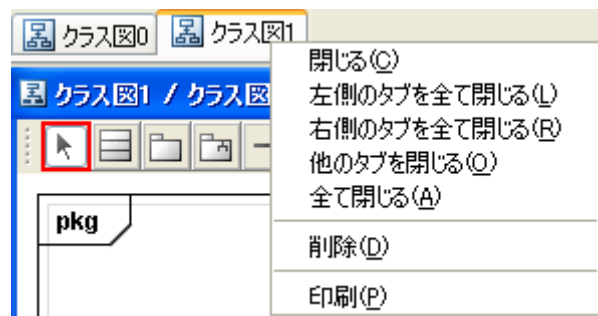 クラス図0
クラス図1
クラス図1 / クラス図
閉じる(C)
左側のタブを全て閉じる(L)
右側のタブを全て閉じる(R)
他のタブを閉じる(O)
全て閉じる(A)
削除(D)
印刷(P)
pkg